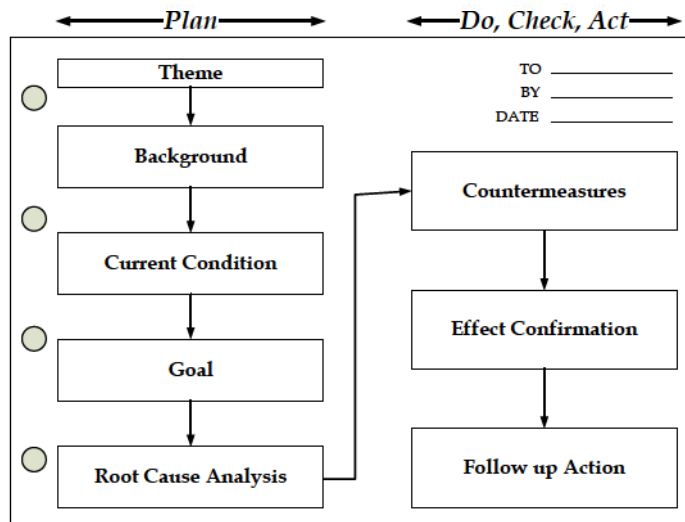 Plan
Do, Check, Act
Theme
Background
Current Condition
Goal
Root Cause Analysis
TO
BY
DATE
Countermeasures
Effect Confirmation
Follow up Action